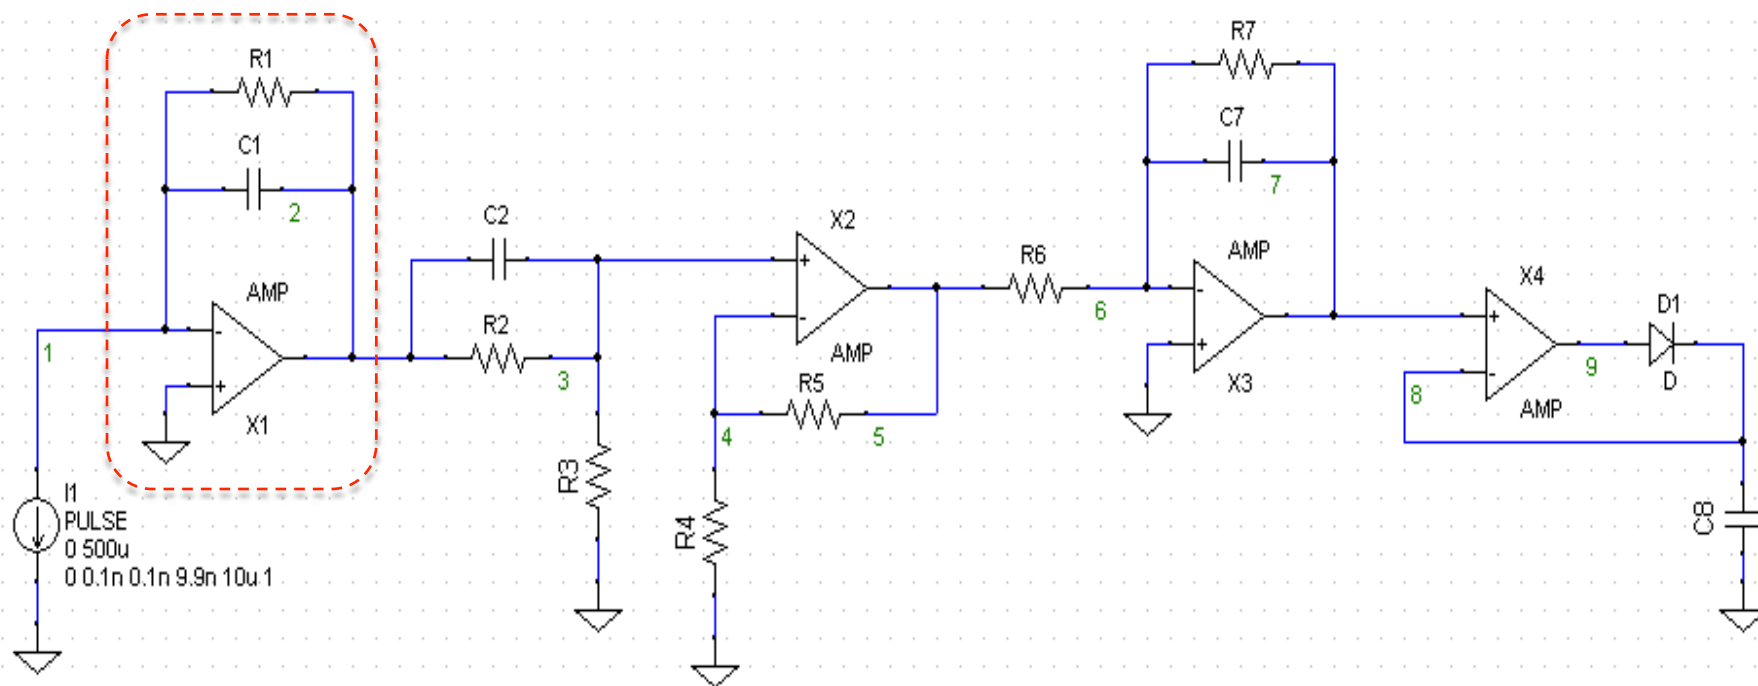 R1
C1
2
AMP
-
+
X1
1
I1
PULSE
0 500u
0 0.1n 0.1n 9.9n 10u 1
C2
R2
3
R3
X2
+
-
AMP
R5
4
5
R4
R6
6
R7
C7
7
AMP
-
+
X3
X4
+
-
AMP
8
9
D1
D
C8